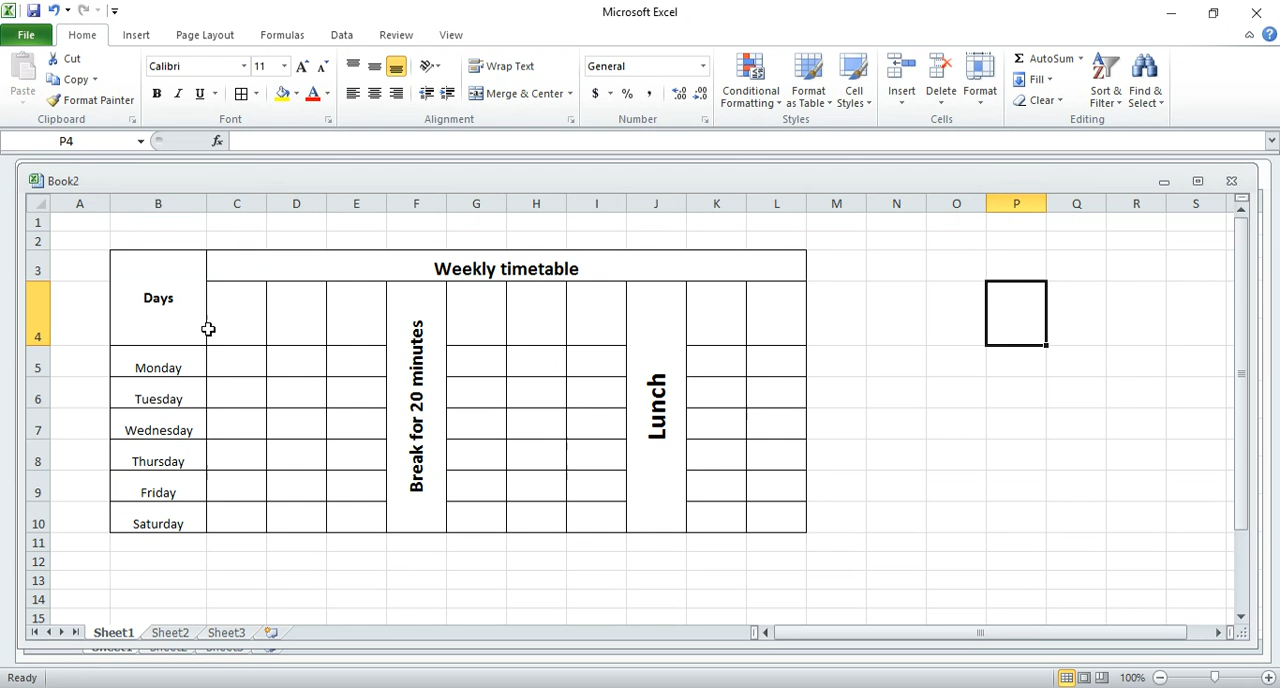 Microsoft Excel
File Home Insert Page Layout Formulas Data Review View
Paste
Cut
Copy
Format Painter
Clipboard
Calibri 11
B I U
Font
Wrap Text
Merge & Center
Alignment
General
$ % ,
Number
Conditional Formatting
Format as Table
Cell Styles
Styles
Insert Delete Format
Cells
Σ AutoSum
Fill
Clear
Sort & Filter
Find & Select
Editing
P4 fx
Book2
A B C D E F G H I J K L M N O P Q R S
1
2
3 Weekly timetable
Days
4
Break for 20 minutes
Lunch
5 Monday
6 Tuesday
7 Wednesday
8 Thursday
9 Friday
10 Saturday
11
12
13
14
15
Sheet1 Sheet2 Sheet3
Ready 100%